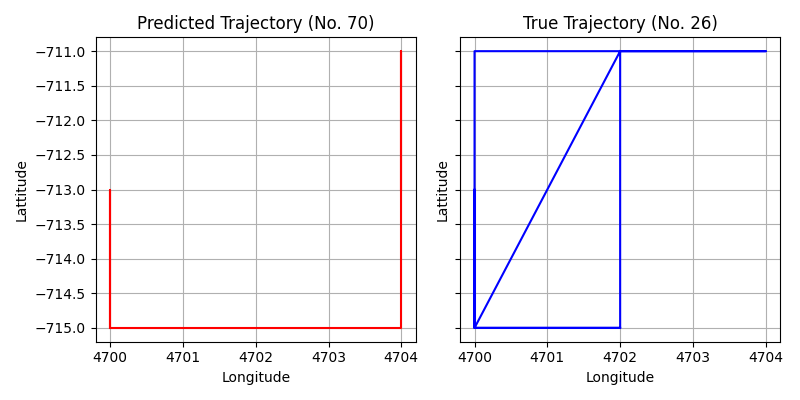 Predicted Trajectory (No. 70)
True Trajectory (No. 26)
Lattitude
−711.0
−711.5
−712.0
−712.5
−713.0
−713.5
−714.0
−714.5
−715.0
4700 4701 4702 4703 4704
Longitude
Lattitude
4700 4701 4702 4703 4704
Longitude